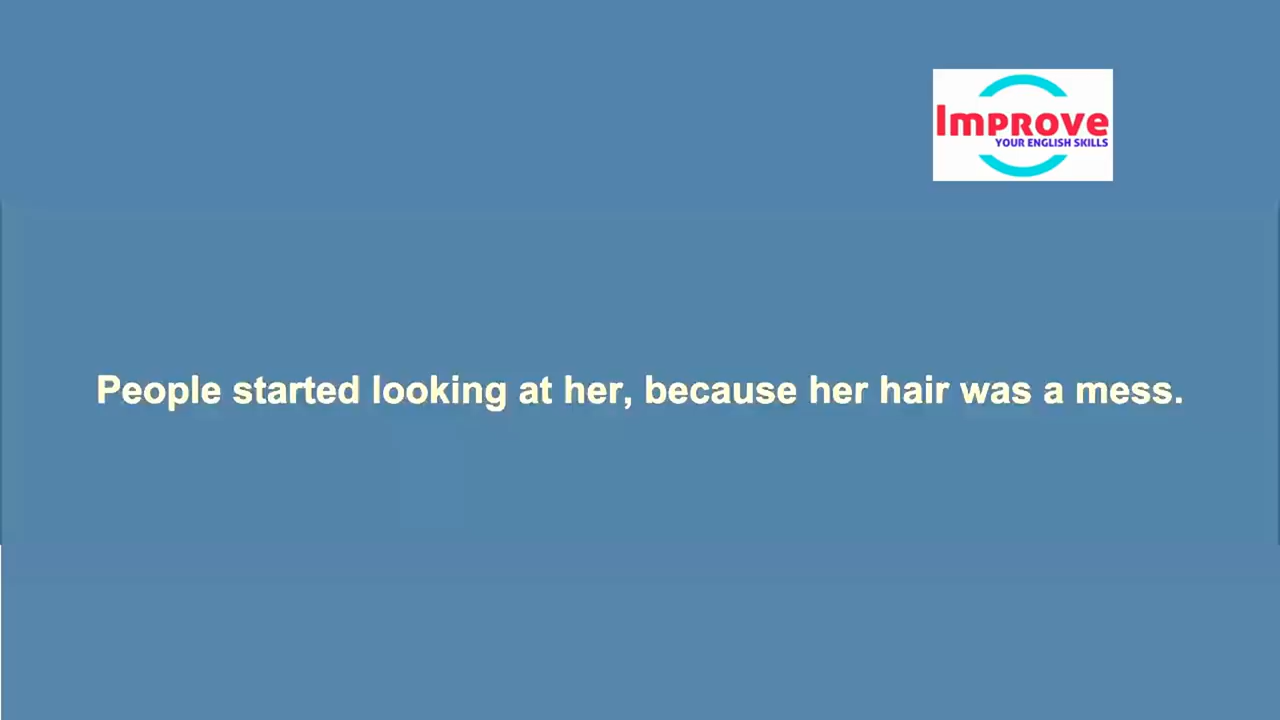 Improve
YOUR ENGLISH SKILLS
People started looking at her, because her hair was a mess.